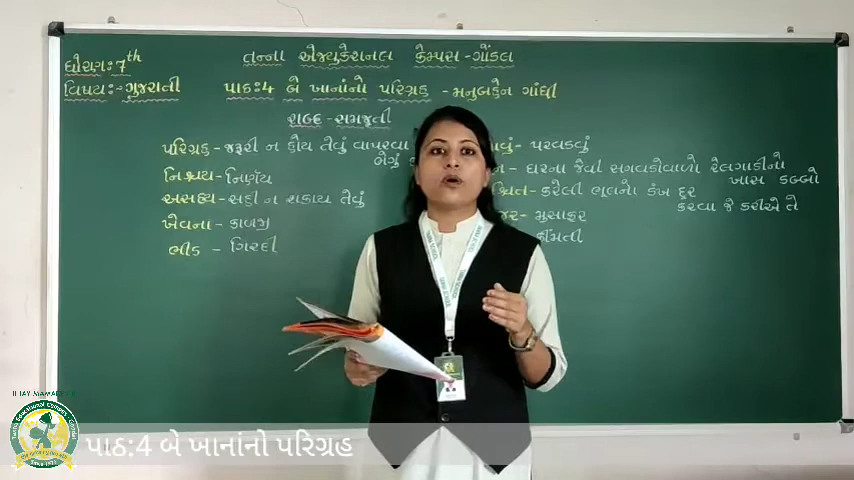 ધોરણ: 7th
વિષય:- ગુજરાતી
તન્ના એજ્યુકેશનલ કેમ્પસ - ગોંડલ
પાઠ:4 બે ખાનાંનો પરિગ્રહ - મનુબહેન ગાંધી
શબ્દ - સમજૂતી
પરિગ્રહ - જરૂરી ન હોય તેવું વાપરવા
ભેગું
નિશ્ચય - નિર્ણય
અસહ્ય - સહી ન શકાય તેવું
ખેવના - કાળજી
ભીડ - ગિરદી
પરવડવું
ઘરના જેવી સગવડોવાળો રેલગાડીનો
ખાસ ડબ્બો
કરેલી ભૂલનો ડંખ દુર
કરવા જે કરીએ તે
મુસાફર
કીંમતી
પાઠ:4 બે ખાનાંનો પરિગ્રહ